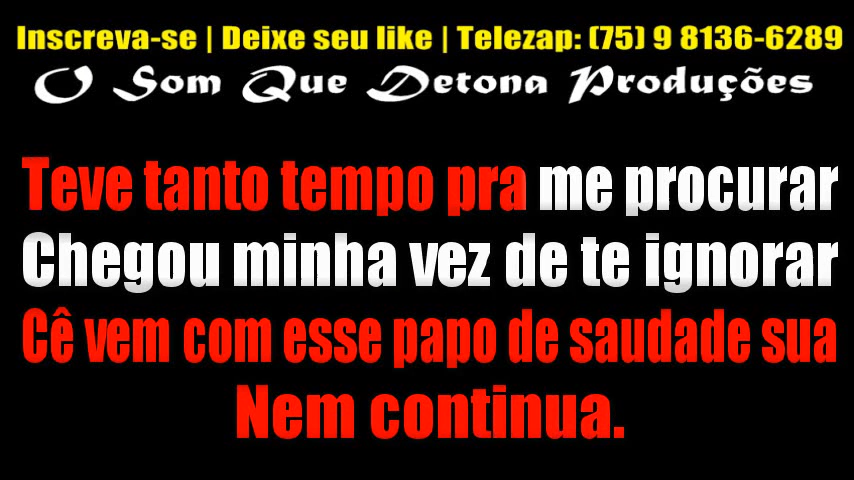 Inscreva-se | Deixe seu like | Telezap: (75) 9 8136-6289
O Som Que Detona Produções
Teve tanto tempo pra me procurar
Chegou minha vez de te ignorar
Cê vem com esse papo de saudade sua
Nem continua.